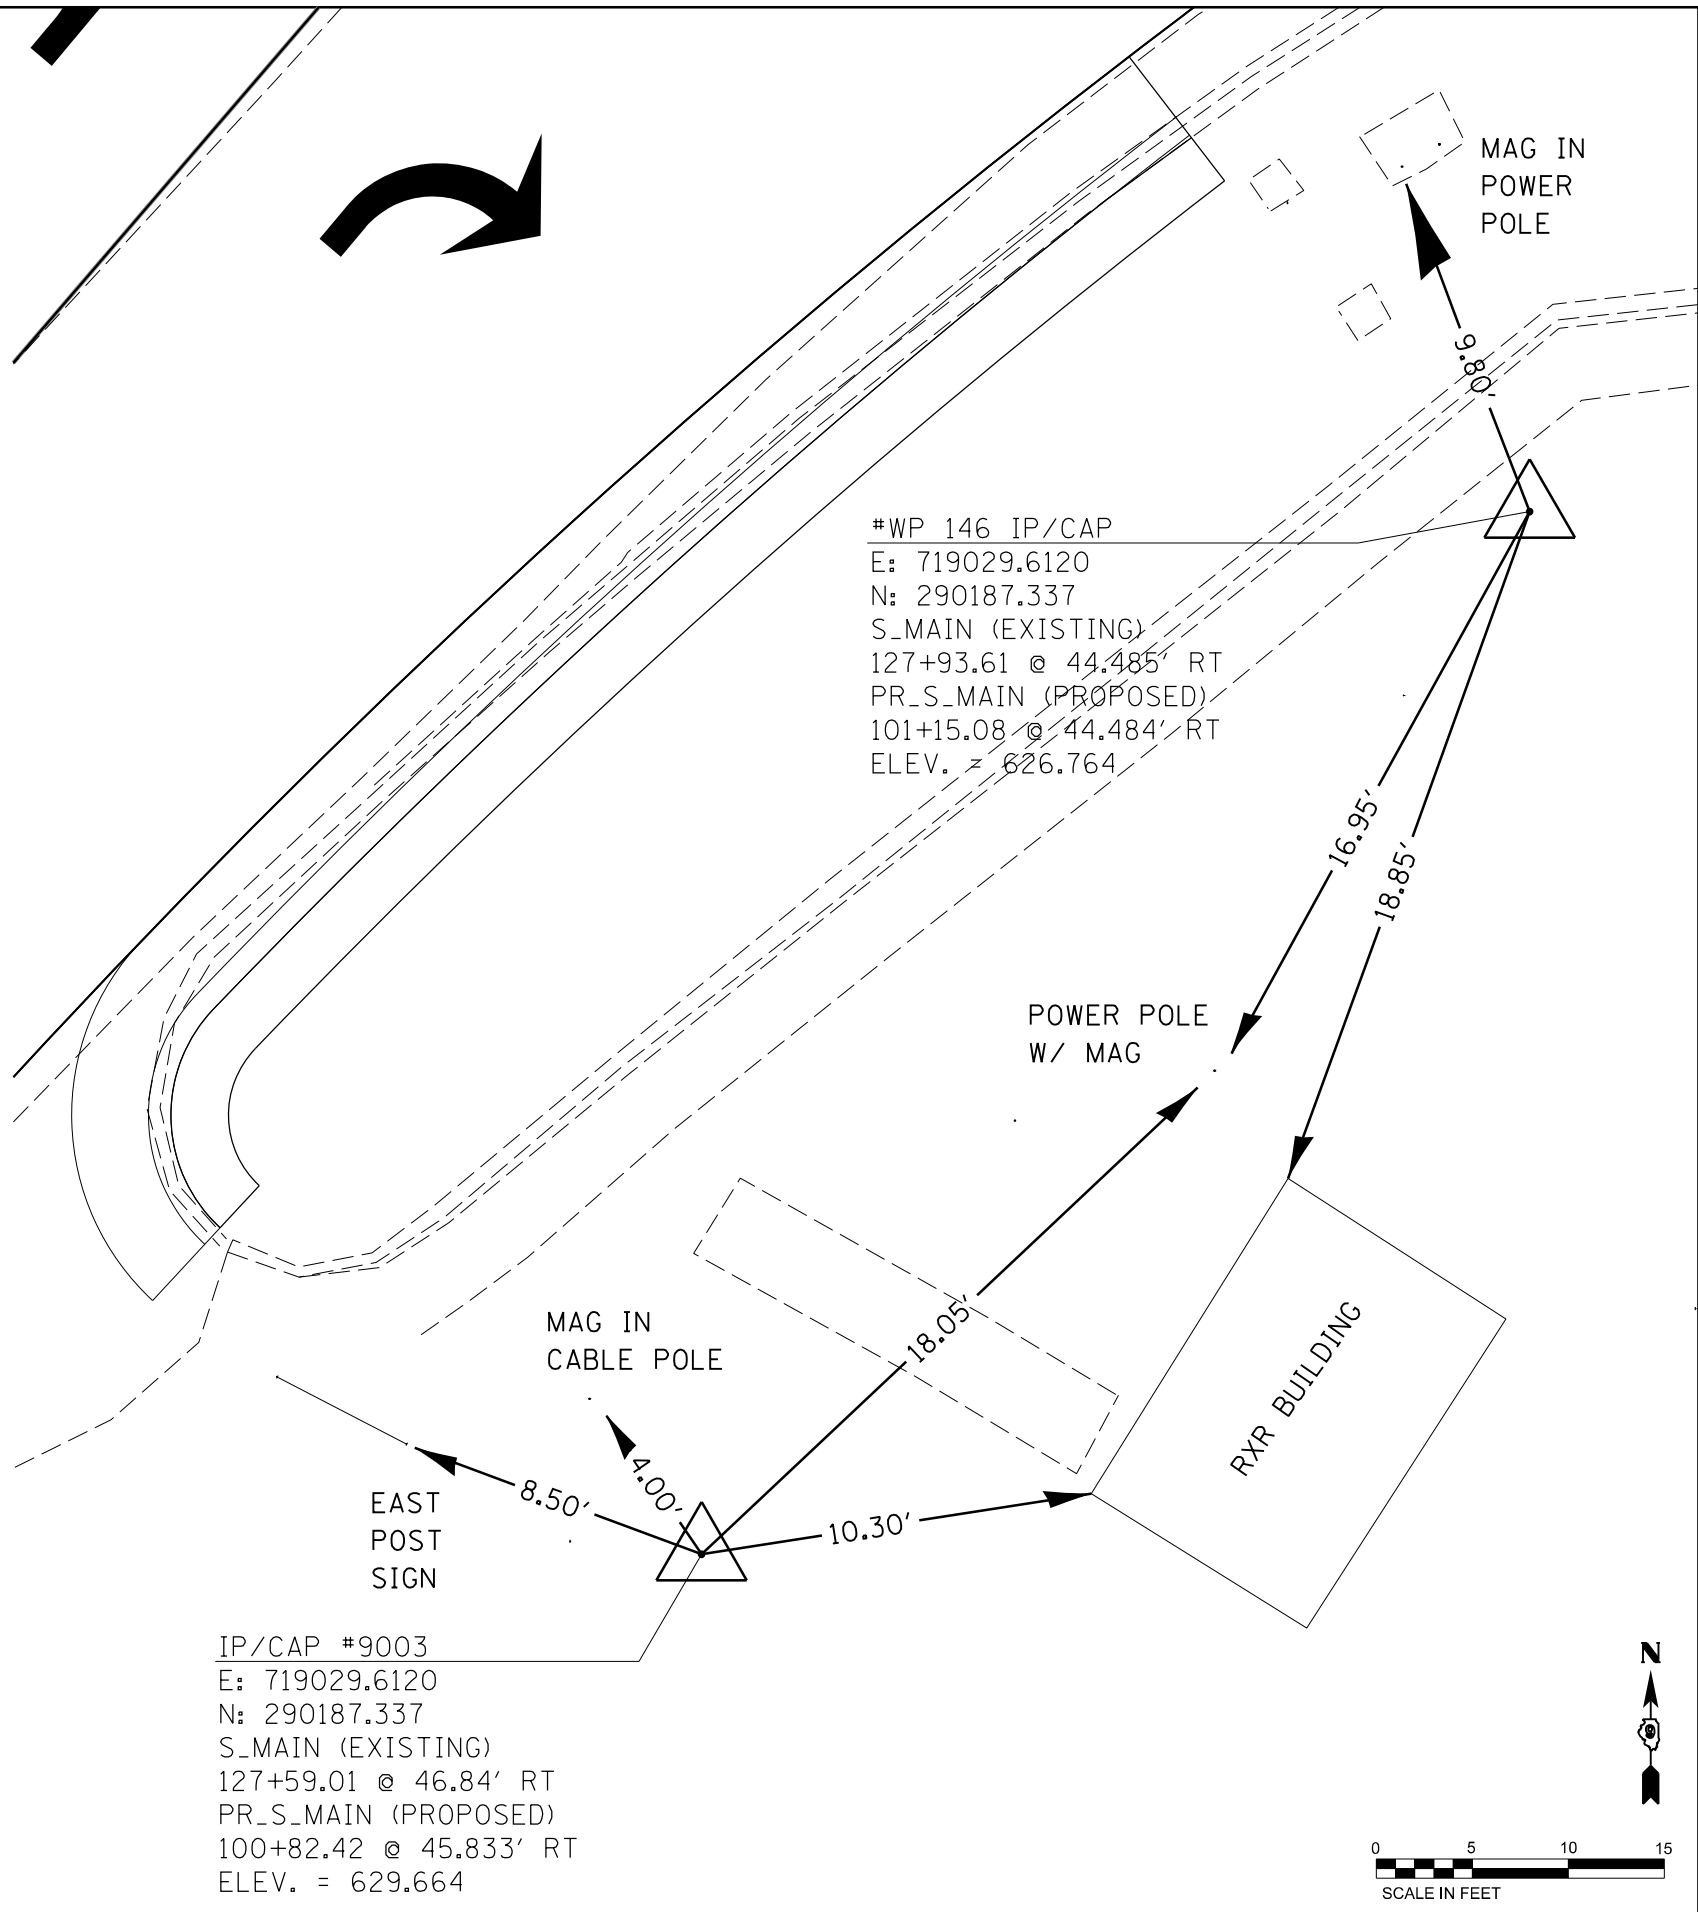 MAG IN
POWER
POLE
9.80'
#WP 146 IP/CAP
E: 719029.6120
N: 290187.337
S_MAIN (EXISTING)
127+93.61 @ 44.485' RT
PR_S_MAIN (PROPOSED)
101+15.08 @ 44.484' RT
ELEV. = 626.764
16.95'
18.85'
POWER POLE
W/ MAG
18.05'
MAG IN
CABLE POLE
RXR BUILDING
4.00'
8.50'
10.30'
EAST
POST
SIGN
IP/CAP #9003
E: 719029.6120
N: 290187.337
S_MAIN (EXISTING)
127+59.01 @ 46.84' RT
PR_S_MAIN (PROPOSED)
100+82.42 @ 45.833' RT
ELEV. = 629.664
N
0 5 10 15
SCALE IN FEET